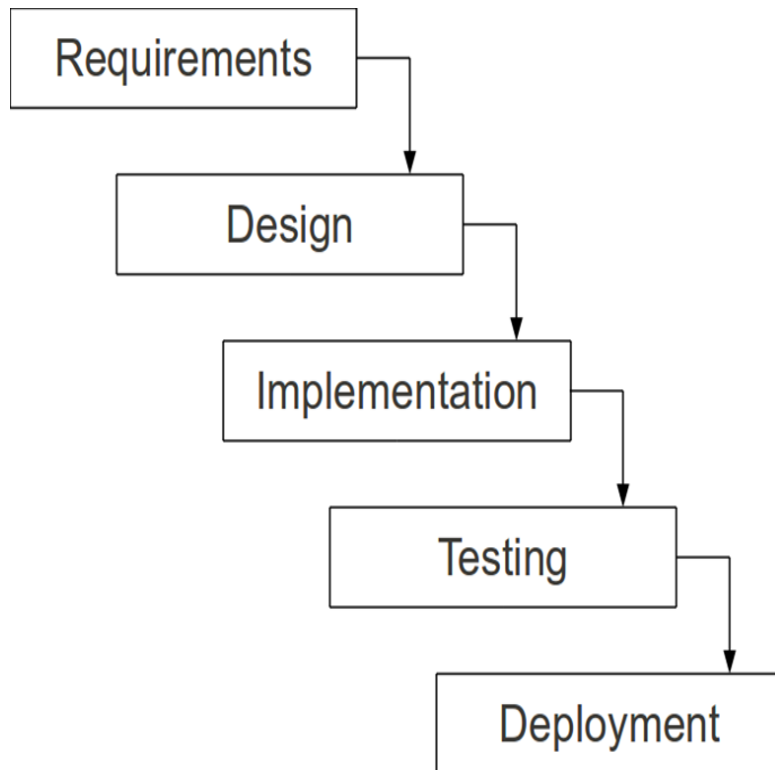 Requirements
Design
Implementation
Testing
Deployment